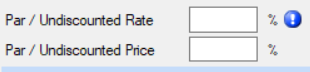 Par / Undiscounted Rate %
Par / Undiscounted Price %